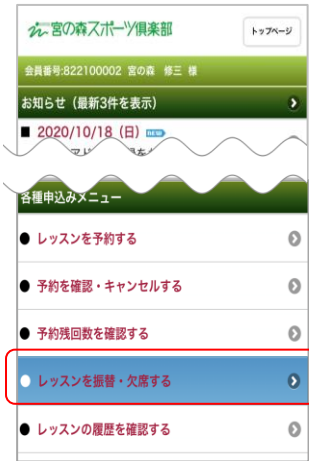 宮の森スポーツ倶楽部
トップページ
会員番号:822100002 宮の森 修三 様
お知らせ（最新3件を表示）
■ 2020/10/18（日） NEW
各種申込みメニュー
● レッスンを予約する
● 予約を確認・キャンセルする
● 予約残回数を確認する
● レッスンを振替・欠席する
● レッスンの履歴を確認する